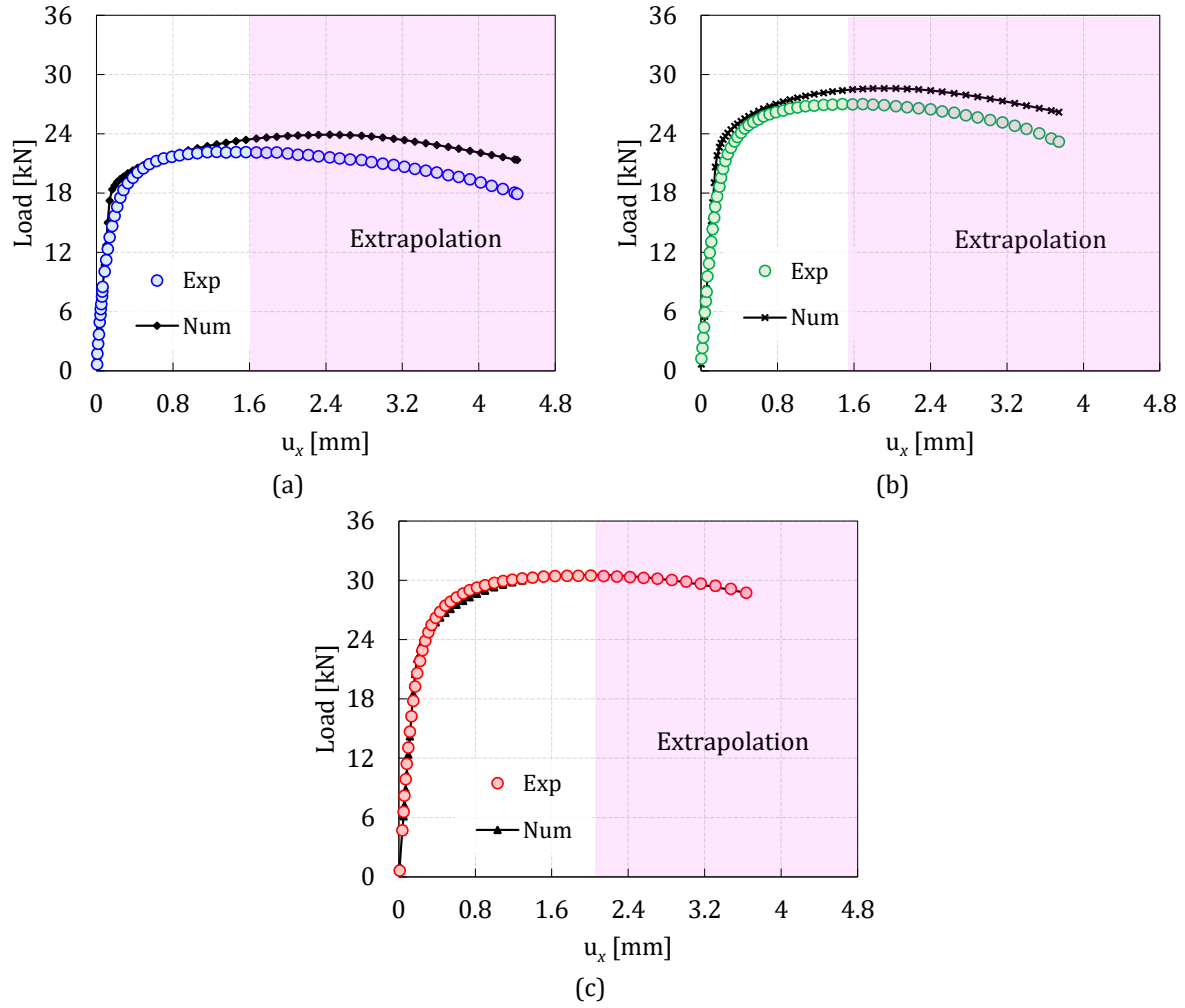 36
30
24
18
12
6
0
Load [kN]
Extrapolation
Exp
Num
0 0.8 1.6 2.4 3.2 4 4.8
u_x [mm]
(a)
36
30
24
18
12
6
0
Load [kN]
Extrapolation
Exp
Num
0 0.8 1.6 2.4 3.2 4 4.8
u_x [mm]
(b)
36
30
24
18
12
6
0
Load [kN]
Extrapolation
Exp
Num
0 0.8 1.6 2.4 3.2 4 4.8
u_x [mm]
(c)